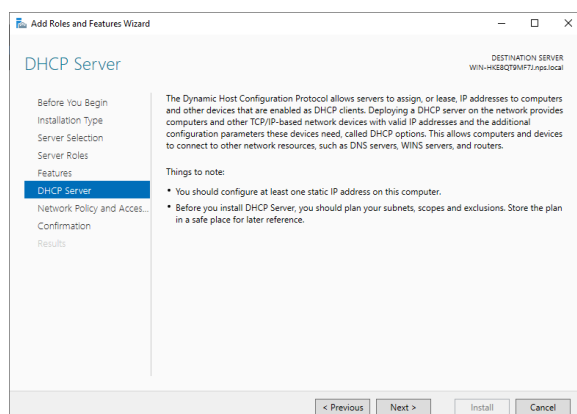 Add Roles and Features Wizard
DHCP Server
DESTINATION SERVER
WIN-HKE8QT9MF7J.nps.local
Before You Begin
Installation Type
Server Selection
Server Roles
Features
DHCP Server
Network Policy and Acces...
Confirmation
Results
The Dynamic Host Configuration Protocol allows servers to assign, or lease, IP addresses to computers
and other devices that are enabled as DHCP clients. Deploying a DHCP server on the network provides
computers and other TCP/IP-based network devices with valid IP addresses and the additional
configuration parameters these devices need, called DHCP options. This allows computers and devices
to connect to other network resources, such as DNS servers, WINS servers, and routers.
Things to note:
• You should configure at least one static IP address on this computer.
• Before you install DHCP Server, you should plan your subnets, scopes and exclusions. Store the plan
in a safe place for later reference.
< Previous
Next >
Install
Cancel